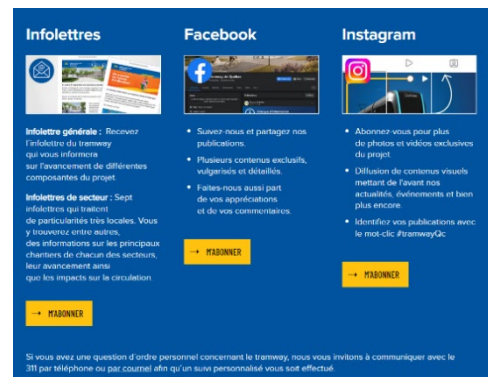 Infolettres
Infolettre générale : Recevez
l'infolettre du tramway
qui vous informera
sur l'avancement de différentes
composantes du projet.
Infolettres de secteur : Sept
infolettres qui traitent
de particularités très locales. Vous
y trouverez entre autres,
des informations sur les principaux
chantiers de chacun des secteurs,
leur avancement ainsi
que les impacts sur la circulation.
→ M'ABONNER
Facebook
• Suivez-nous et partagez nos
publications.
• Plusieurs contenus exclusifs,
vulgarisés et détaillés.
• Faites-nous aussi part
de vos appréciations
et de vos commentaires.
→ M'ABONNER
Instagram
• Abonnez-vous pour plus
de photos et vidéos exclusives
du projet.
• Diffusion de contenus visuels
mettant de l'avant nos
actualités, événements et bien
plus encore.
• Identifiez vos publications avec
le mot-clic #tramwayQc
→ M'ABONNER
Si vous avez une question d'ordre personnel concernant le tramway, nous vous invitons à communiquer avec le
311 par téléphone ou par courriel afin qu'un suivi personnalisé vous soit effectué.